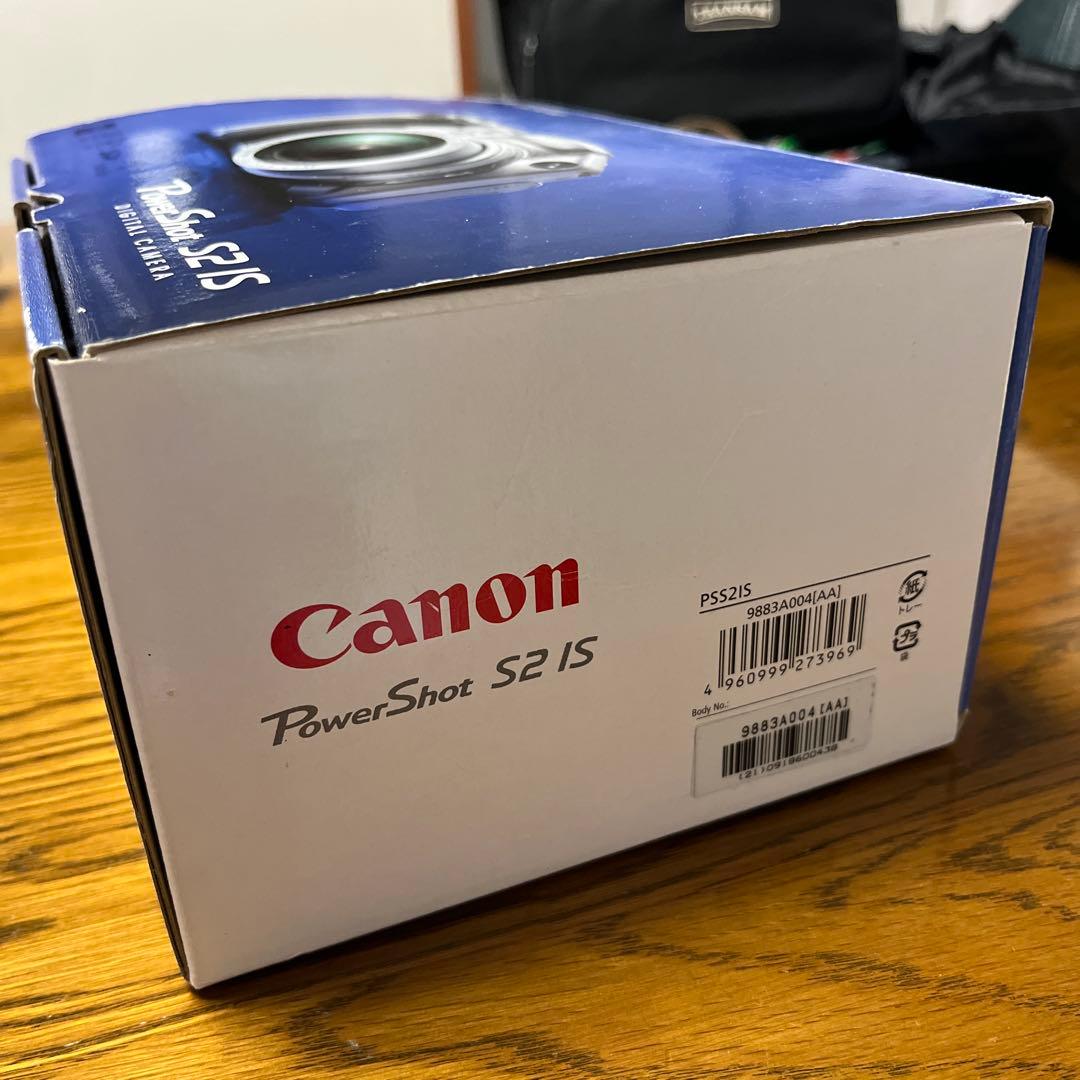 PowerShot S2 IS
DIGITAL CAMERA
Canon
PowerShot S2 IS
PSS2IS
9883A004[AA]
4 960999 273969
Body No.:
9883A004[AA]
(21)0918600438
紙
トレー
プラ
袋